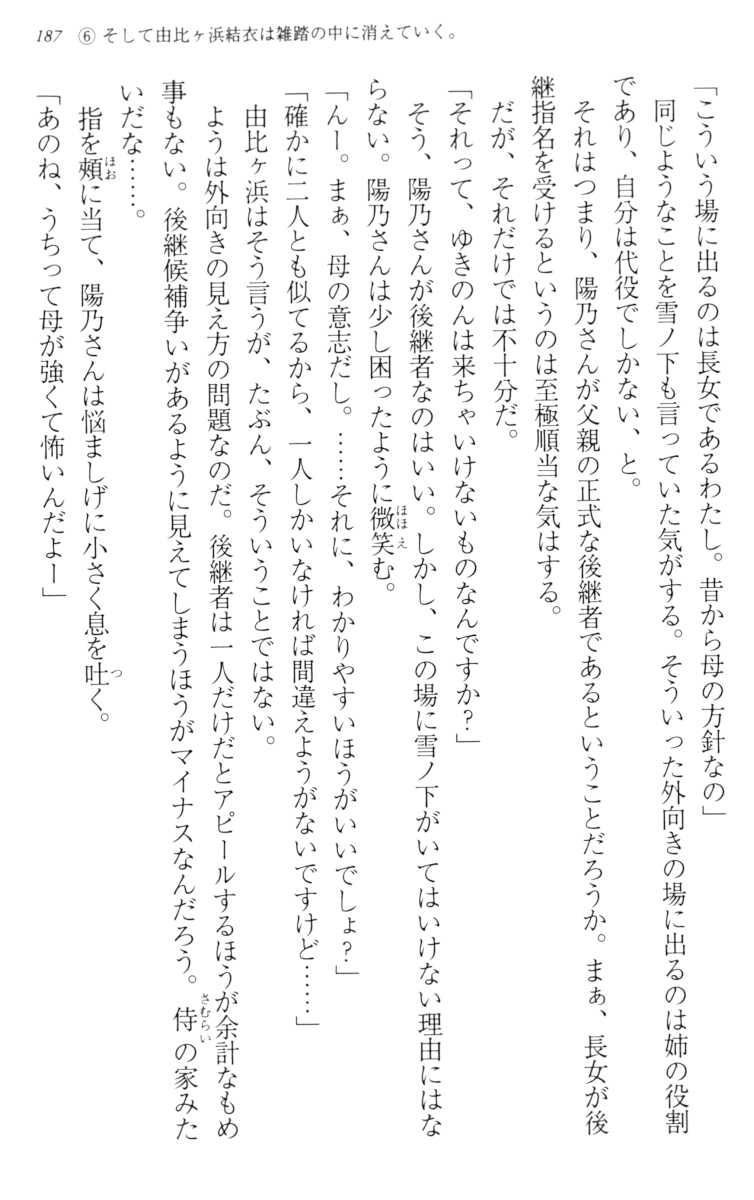 187 ⑥ そして由比ヶ浜結衣は雑踏の中に消えていく。
「こういう場に出るのは長女であるわたし。昔から母の方針なの」
同じようなことを雪ノ下も言っていた気がする。そういった外向きの場に出るのは姉の役割
であり、自分は代役でしかない、と。
それはつまり、陽乃さんが父親の正式な後継者であるということだろうか。まぁ、長女が後
継指名を受けるというのは至極順当な気はする。
だが、それだけでは不十分だ。
「それって、ゆきのんは来ちゃいけないものなんですか？」
そう、陽乃さんが後継者なのはいい。しかし、この場に雪ノ下がいてはいけない理由にはな
らない。陽乃さんは少し困ったように微笑む。
「んー。まぁ、母の意志だし。……それに、わかりやすいほうがいいでしょ？」
「確かに二人とも似てるから、一人しかいなければ間違えようがないですけど……」
由比ヶ浜はそう言うが、たぶん、そういうことではない。
ようは外向きの見え方の問題なのだ。後継者は一人だけだとアピールするほうが余計なもめ
事もない。後継候補争いがあるように見えてしまうほうがマイナスなんだろう。侍の家みた
いだな……。
指を頰に当て、陽乃さんは悩ましげに小さく息を吐く。
「あのね、うちって母が強くて怖いんだよー」